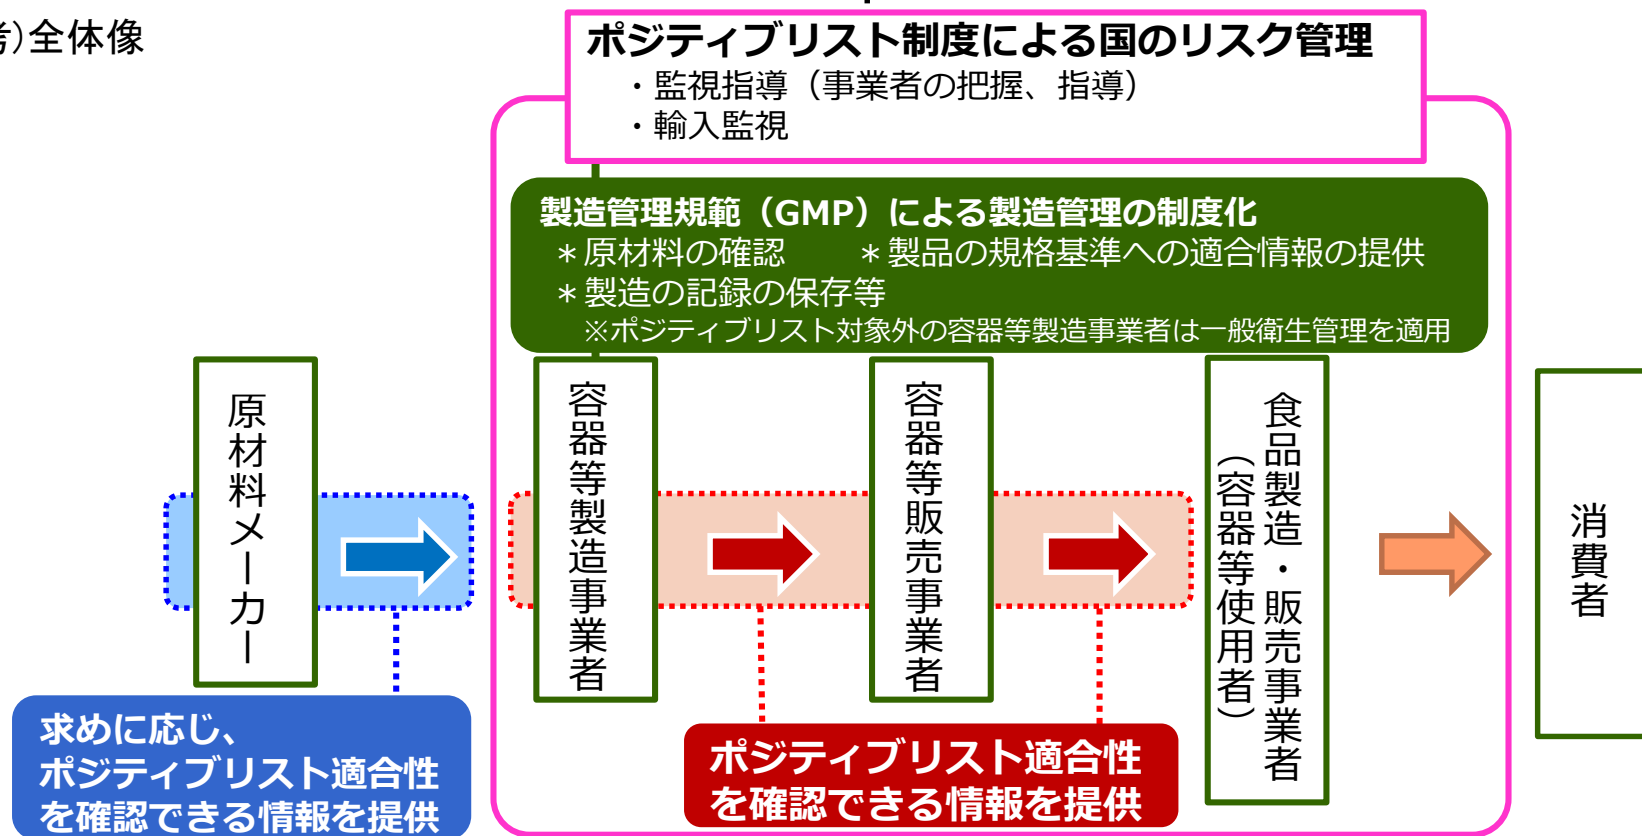 )全体像
ポジティブリスト制度による国のリスク管理
・監視指導（事業者の把握、指導）
・輸入監視
製造管理規範（GMP）による製造管理の制度化
＊原材料の確認　　＊製品の規格基準への適合情報の提供
＊製造の記録の保存等
※ポジティブリスト対象外の容器等製造事業者は一般衛生管理を適用
原材料メーカー
容器等製造事業者
容器等販売事業者
食品製造・販売事業者
（容器等使用者）
消費者
求めに応じ、
ポジティブリスト適合性
を確認できる情報を提供
ポジティブリスト適合性
を確認できる情報を提供